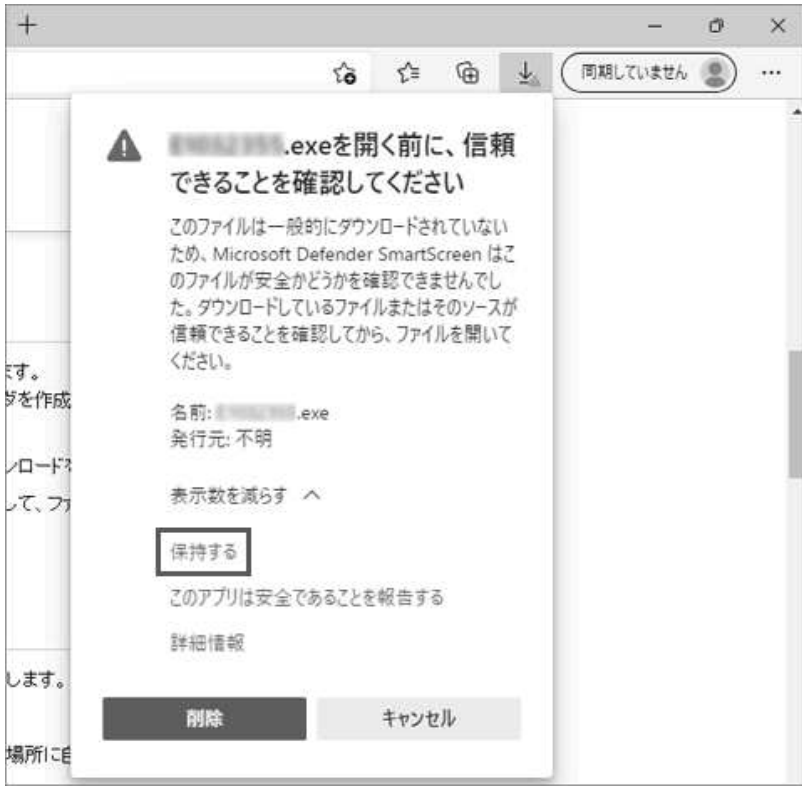 同期していません
.exeを開く前に、信頼
できることを確認してください
このファイルは一般的にダウンロードされていない
ため、Microsoft Defender SmartScreen はこ
のファイルが安全かどうかを確認できませんでし
た。ダウンロードしているファイルまたはそのソースが
信頼できることを確認してから、ファイルを開いて
ください。
名前: .exe
発行元: 不明
表示数を減らす
保持する
このアプリは安全であることを報告する
詳細情報
削除
キャンセル
ます。
ダを作成
ンロードを
して、ファ
します。
場所に自